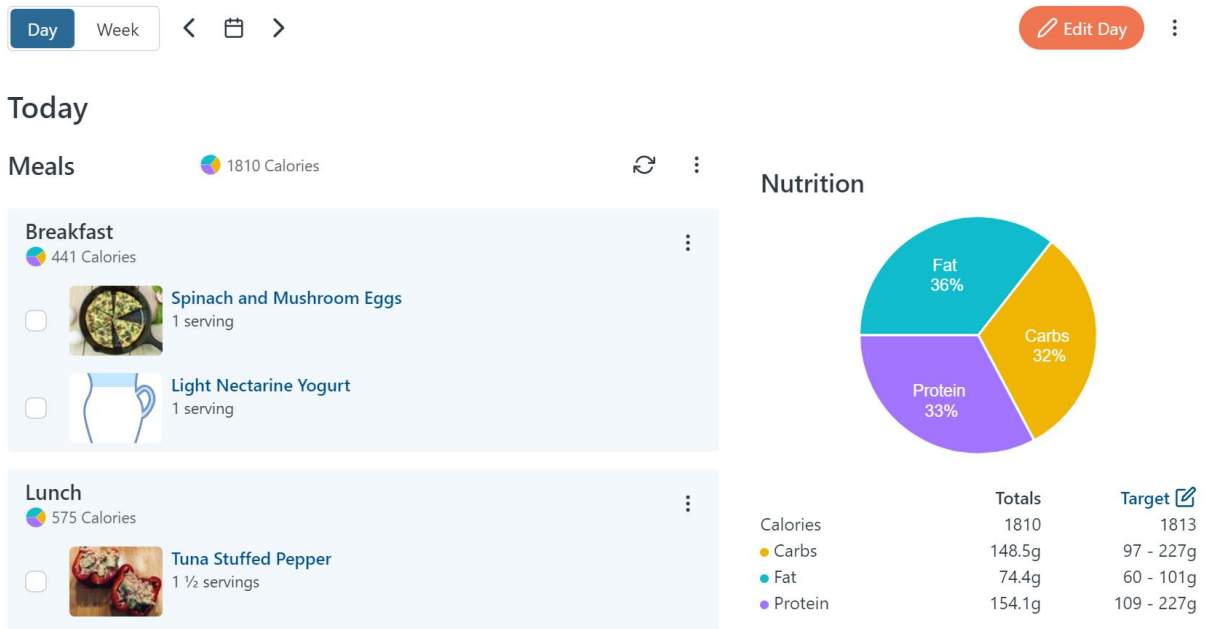 Day Week Edit Day
Today
Meals 1810 Calories
Breakfast
441 Calories
Spinach and Mushroom Eggs
1 serving
Light Nectarine Yogurt
1 serving
Lunch
575 Calories
Tuna Stuffed Pepper
1 ½ servings
Nutrition
Fat
36%
Carbs
32%
Protein
33%
Totals Target
Calories 1810 1813
Carbs 148.5g 97 - 227g
Fat 74.4g 60 - 101g
Protein 154.1g 109 - 227g